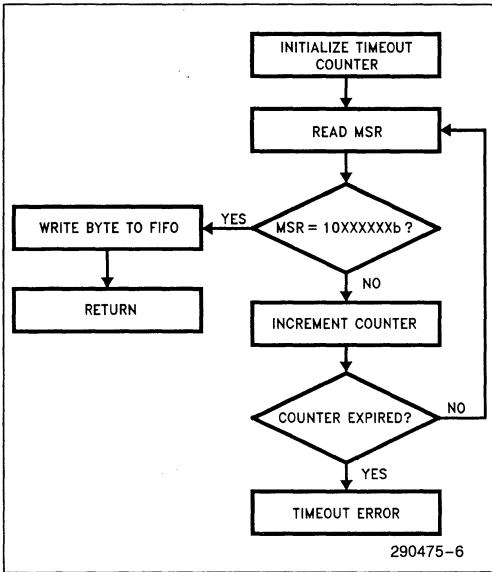 INITIALIZE TIMEOUT
COUNTER
READ MSR
MSR = 10XXXXXXb ?
YES
WRITE BYTE TO FIFO
RETURN
NO
INCREMENT COUNTER
COUNTER EXPIRED?
NO
YES
TIMEOUT ERROR
290475-6